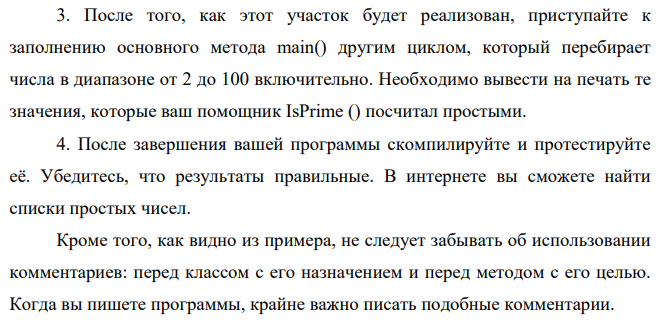 3. После того, как этот участок будет реализован, приступайте к
заполнению основного метода main() другим циклом, который перебирает
числа в диапазоне от 2 до 100 включительно. Необходимо вывести на печать те
значения, которые ваш помощник IsPrime () посчитал простыми.
4. После завершения вашей программы скомпилируйте и протестируйте
её. Убедитесь, что результаты правильные. В интернете вы сможете найти
списки простых чисел.
Кроме того, как видно из примера, не следует забывать об использовании
комментариев: перед классом с его назначением и перед методом с его целью.
Когда вы пишете программы, крайне важно писать подобные комментарии.